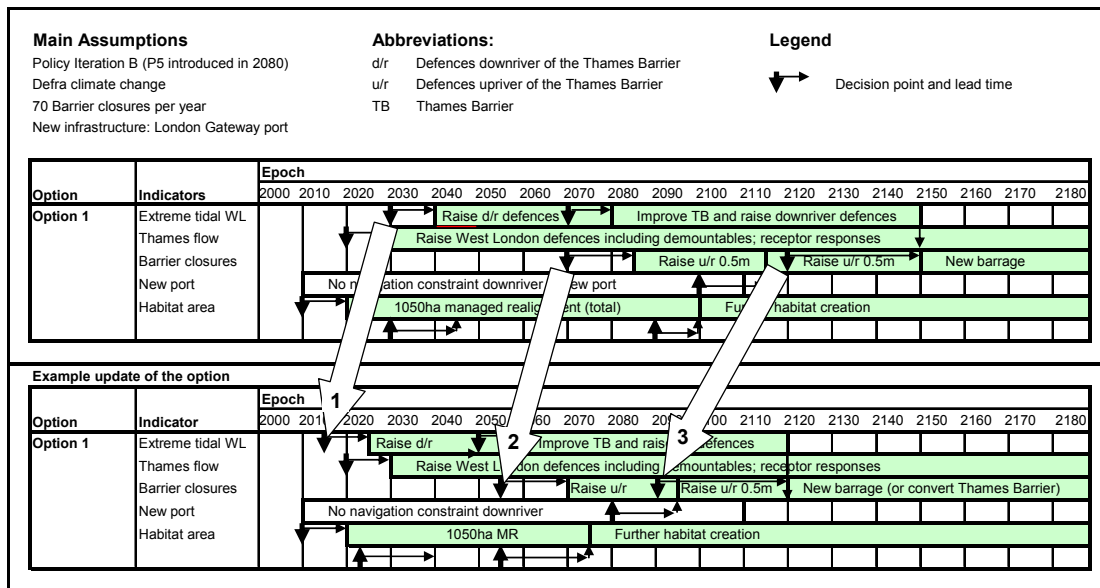 Main Assumptions
Policy Iteration B (P5 introduced in 2080)
Defra climate change
70 Barrier closures per year
New infrastructure: London Gateway port
Abbreviations:
d/r Defences downriver of the Thames Barrier
u/r Defences upriver of the Thames Barrier
TB Thames Barrier
Legend
Decision point and lead time
Epoch
Option Indicators 2000 2010 2020 2030 2040 2050 2060 2070 2080 2090 2100 2110 2120 2130 2140 2150 2160 2170 2180
Option 1 Extreme tidal WL Raise d/r defences Improve TB and raise downriver defences
Thames flow Raise West London defences including demountables; receptor responses
Barrier closures Raise u/r 0.5m Raise u/r 0.5m New barrage
New port No navigation constraint downriver new port
Habitat area 1050ha managed realignment (total) Further habitat creation
Example update of the option
Epoch
Option Indicator 2000 2010 2020 2030 2040 2050 2060 2070 2080 2090 2100 2110 2120 2130 2140 2150 2160 2170 2180
1 2 3
Option 1 Extreme tidal WL Raise d/r Improve TB and raise defences
Thames flow Raise West London defences including demountables; receptor responses
Barrier closures Raise u/r Raise u/r 0.5m New barrage (or convert Thames Barrier)
New port No navigation constraint downriver
Habitat area 1050ha MR Further habitat creation